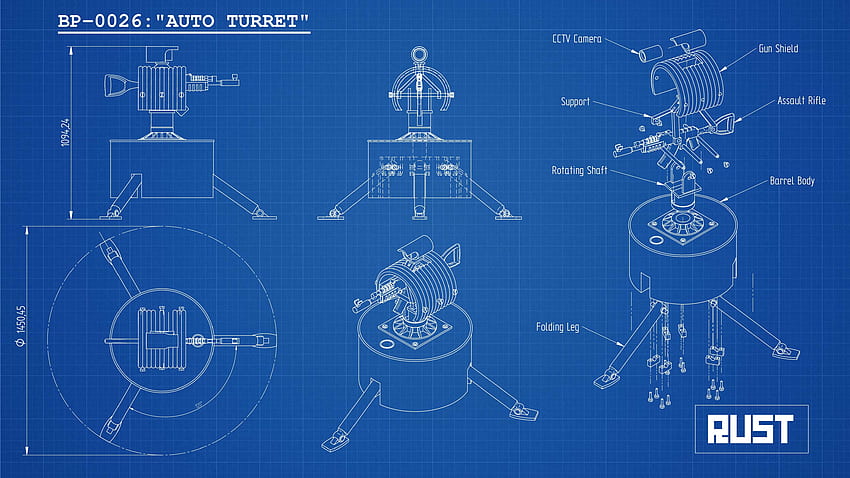 BP-0026:"AUTO TURRET"
1094,24
CCTV Camera
Gun Shield
Support
Assault Rifle
Rotating Shaft
Barrel Body
Ø 1450,45
Folding Leg
RUST